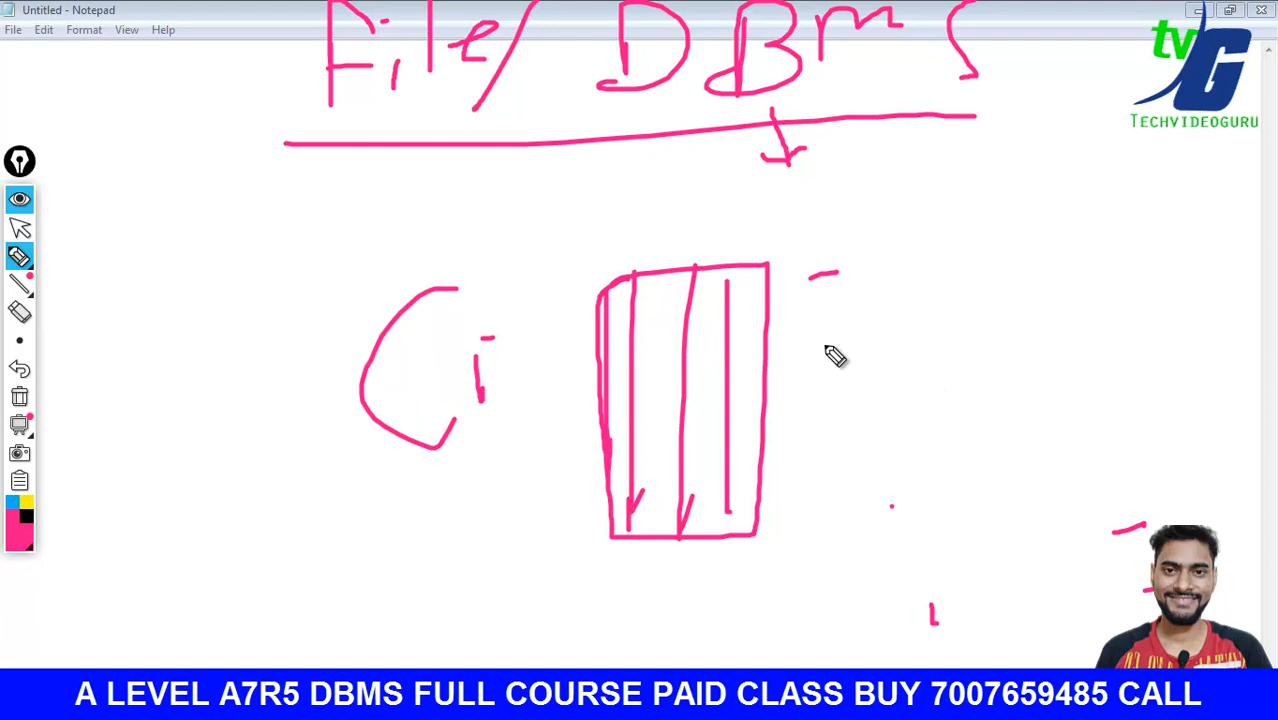 Untitled - Notepad
File Edit Format View Help
File/ DBmS
tv G
TECHVIDEOGURU
A LEVEL A7R5 DBMS FULL COURSE PAID CLASS BUY 7007659485 CALL